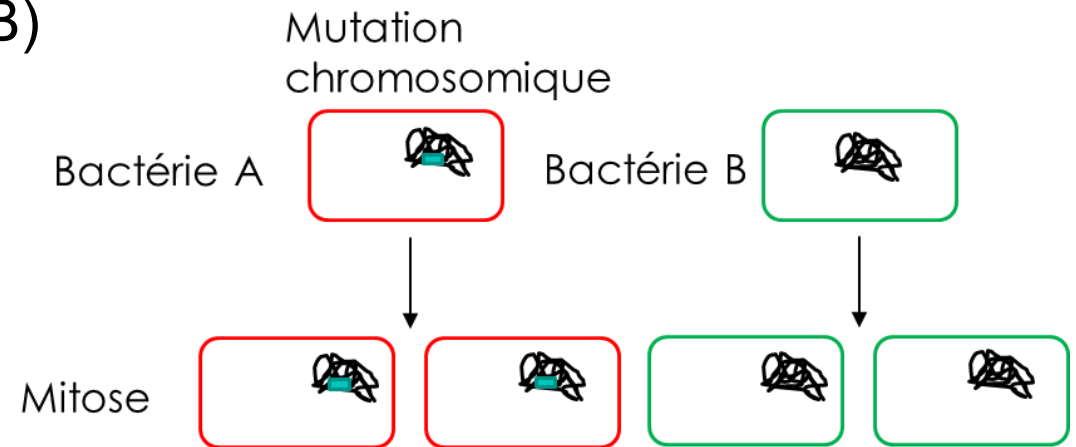 B)
Mutation
chromosomique
Bactérie A
Bactérie B
Mitose